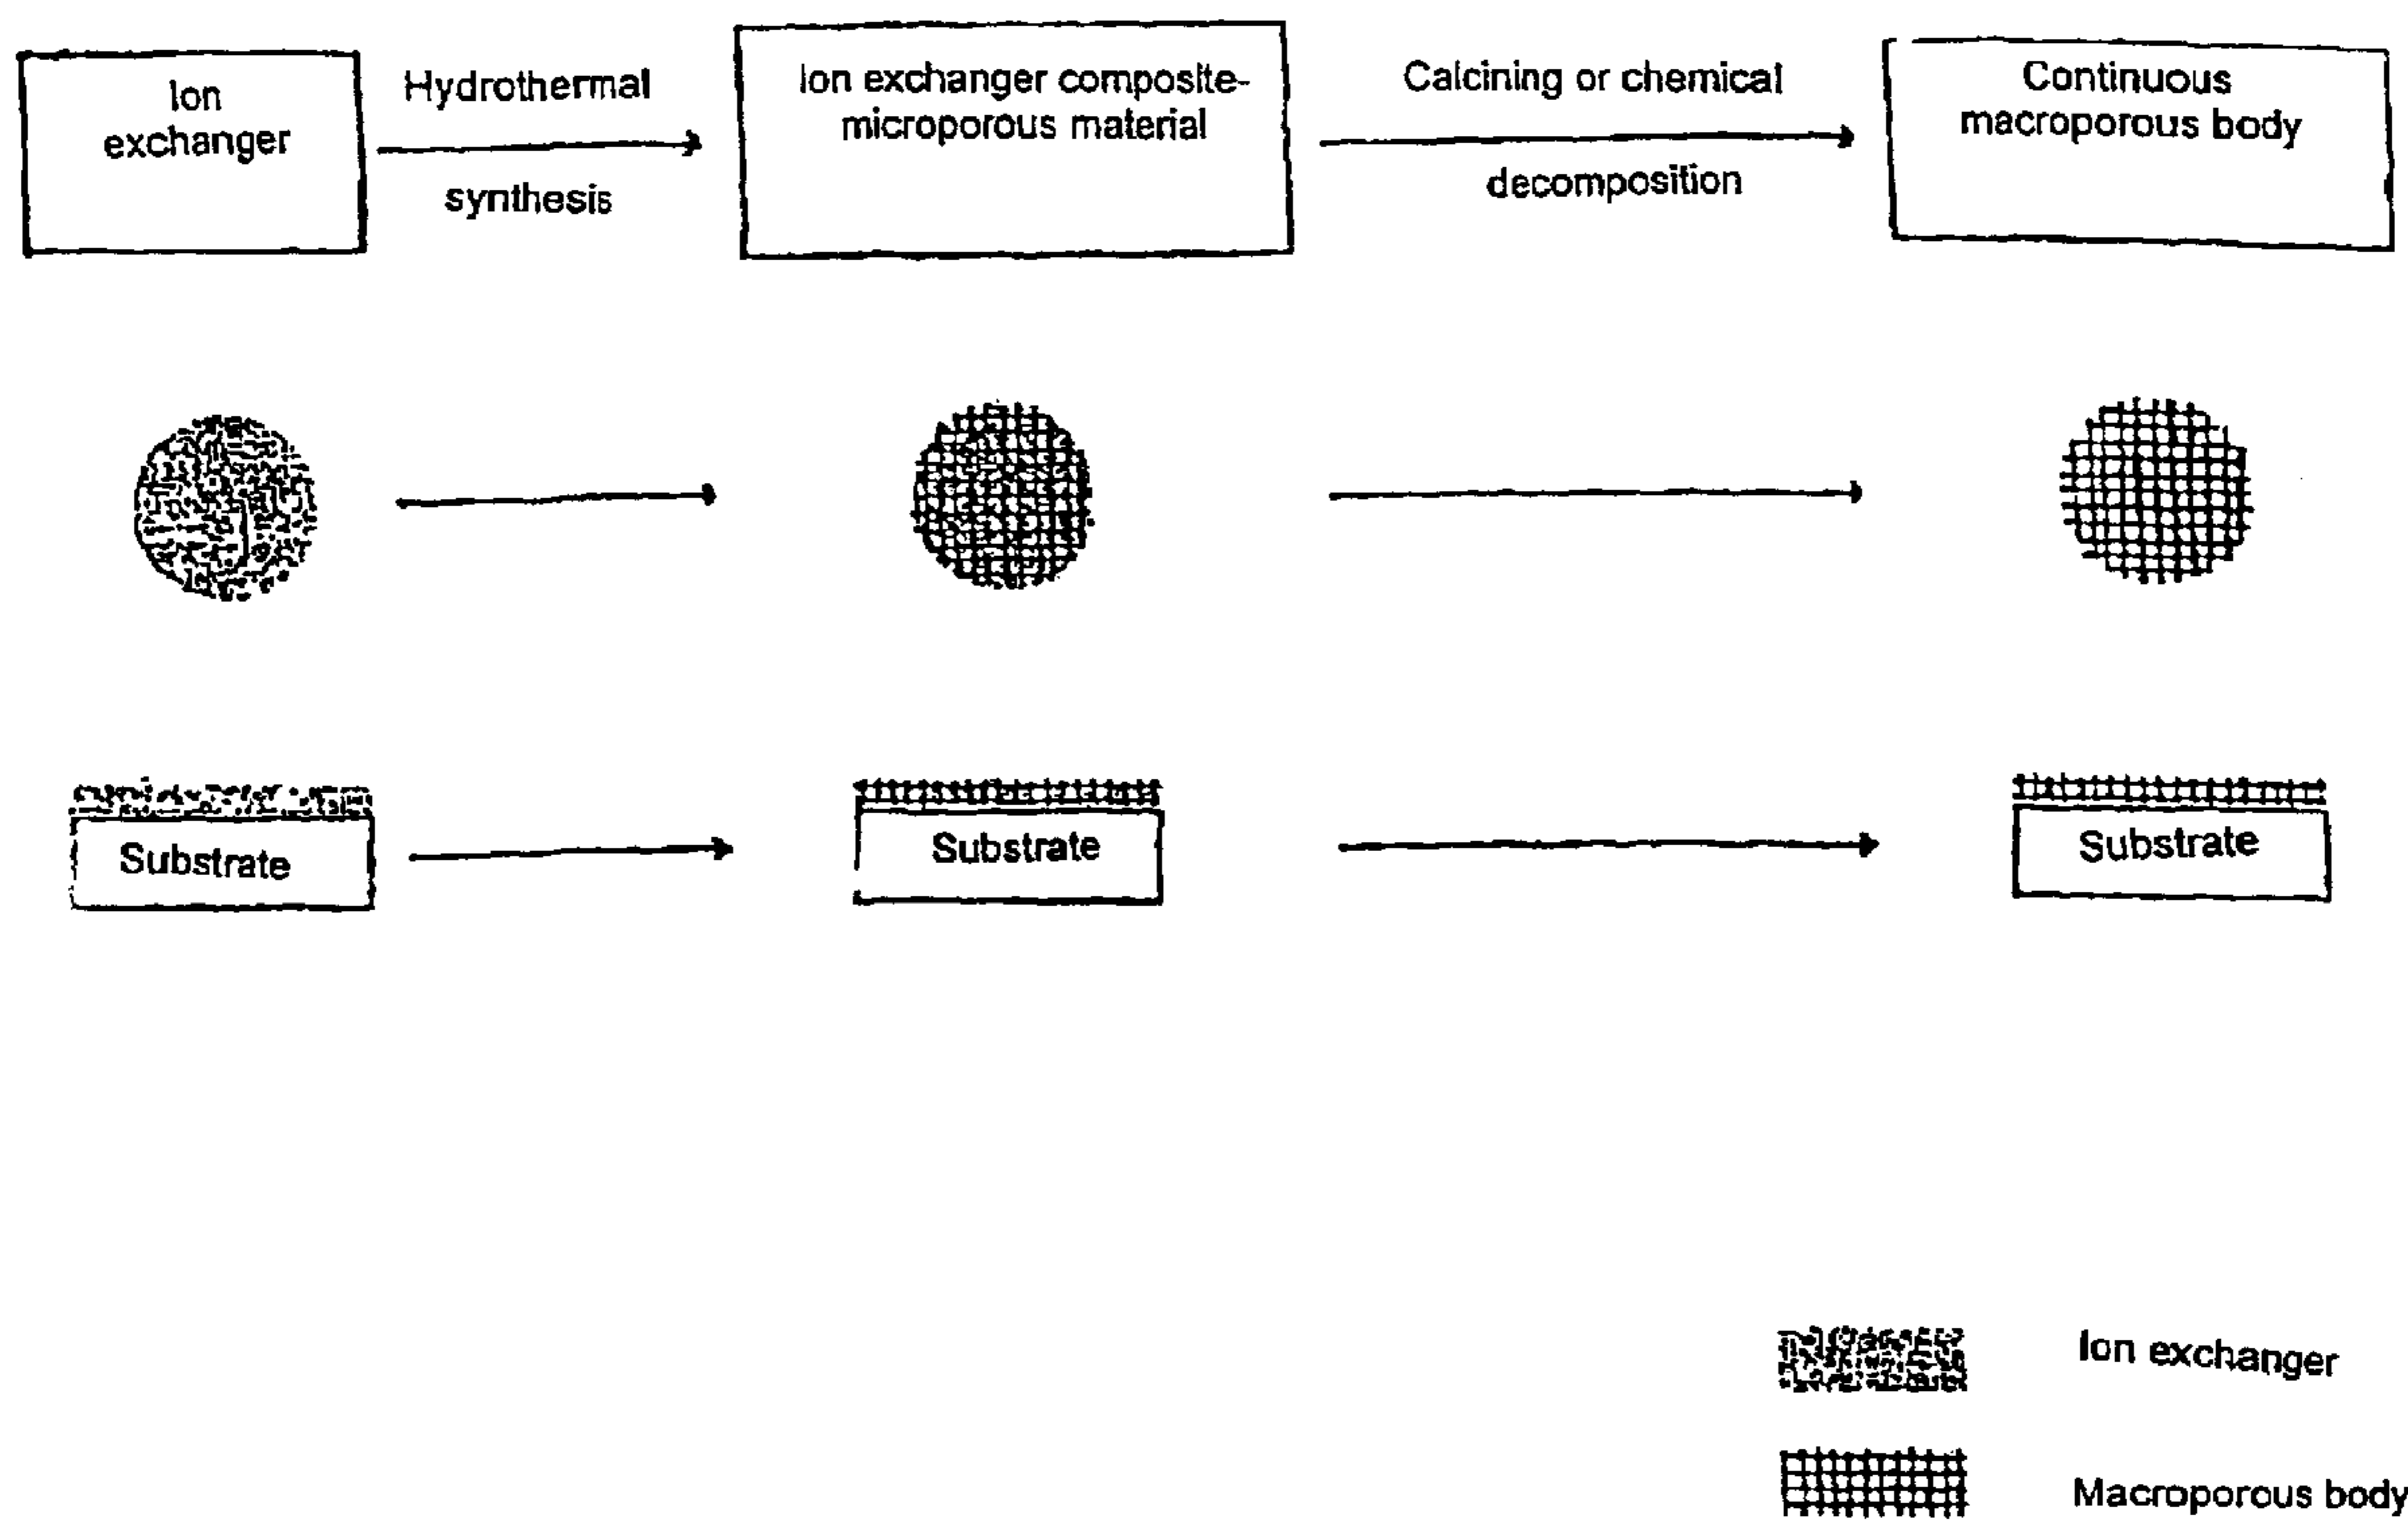 Ion
exchanger
Hydrothermal
synthesis
Ion exchanger composite-
microporous material
Calcining or chemical
decomposition
Continuous
macroporous body
Substrate
Substrate
Substrate
Ion exchanger
Macroporous body